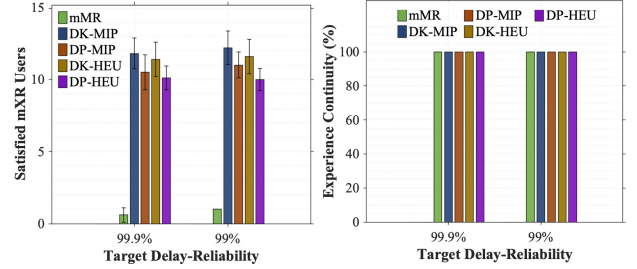 15
10
5
0
Satisfied mXR Users
mMR
DK-MIP
DP-MIP
DK-HEU
DP-HEU
99.9% 99%
Target Delay-Reliability
100
80
60
40
20
0
Experience Continuity (%)
mMR DP-MIP DP-HEU
DK-MIP DK-HEU
99.9% 99%
Target Delay-Reliability